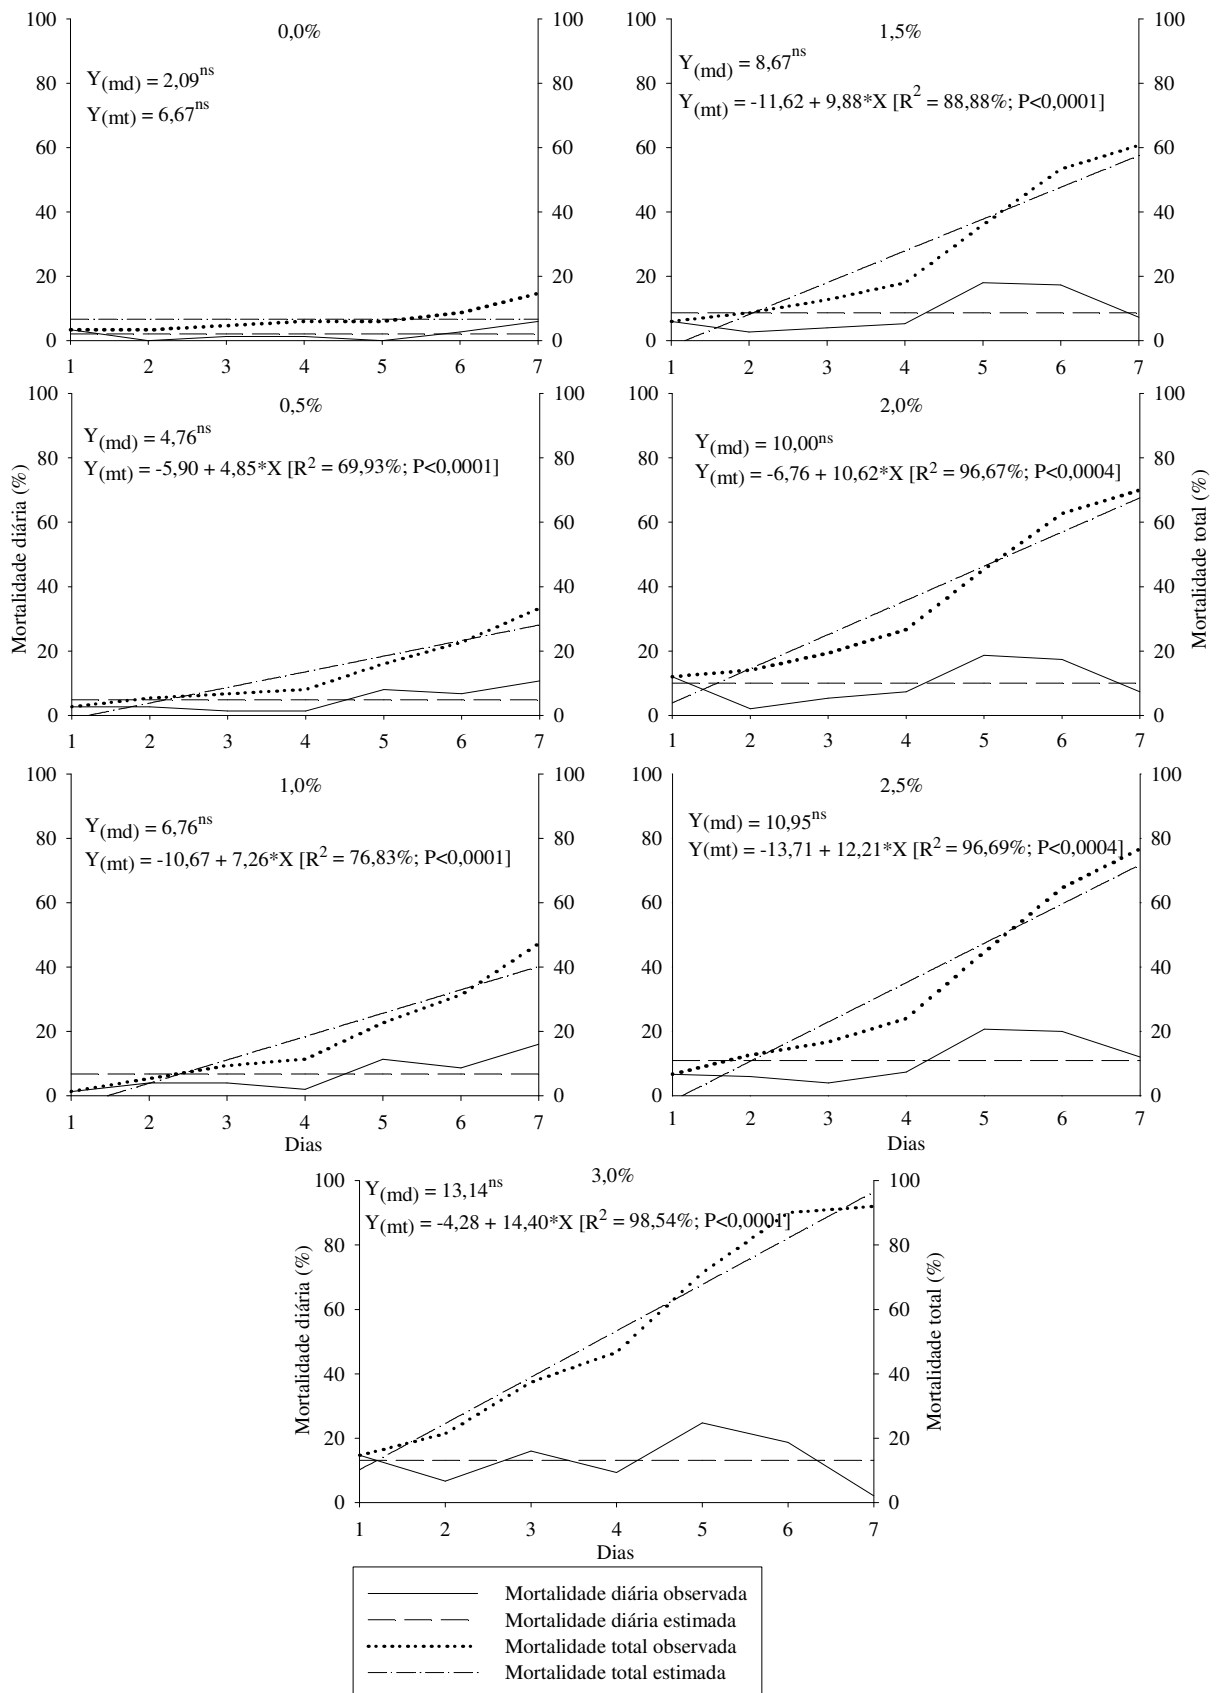 0,0%
Y(md) = 2,09ns
Y(mt) = 6,67ns
100
80
60
40
20
0
100
80
60
40
20
0
1 2 3 4 5 6 7
1,5%
Y(md) = 8,67ns
Y(mt) = -11,62 + 9,88*X [R2 = 88,88%; P<0,0001]
100
80
60
40
20
0
100
80
60
40
20
0
1 2 3 4 5 6 7
0,5%
Y(md) = 4,76ns
Y(mt) = -5,90 + 4,85*X [R2 = 69,93%; P<0,0001]
Mortalidade diária (%)
100
80
60
40
20
0
100
80
60
40
20
0
1 2 3 4 5 6 7
2,0%
Y(md) = 10,00ns
Y(mt) = -6,76 + 10,62*X [R2 = 96,67%; P<0,0004]
100
80
60
40
20
0
100
80
60
40
20
0
Mortalidade total (%)
1 2 3 4 5 6 7
1,0%
Y(md) = 6,76ns
Y(mt) = -10,67 + 7,26*X [R2 = 76,83%; P<0,0001]
100
80
60
40
20
0
100
80
60
40
20
0
1 2 3 4 5 6 7
Dias
2,5%
Y(md) = 10,95ns
Y(mt) = -13,71 + 12,21*X [R2 = 96,69%; P<0,0004]
100
80
60
40
20
0
100
80
60
40
20
0
1 2 3 4 5 6 7
Dias
3,0%
Y(md) = 13,14ns
Y(mt) = -4,28 + 14,40*X [R2 = 98,54%; P<0,0001]
Mortalidade diária (%)
100
80
60
40
20
0
100
80
60
40
20
0
Mortalidade total (%)
1 2 3 4 5 6 7
Dias
Mortalidade diária observada
Mortalidade diária estimada
Mortalidade total observada
Mortalidade total estimada